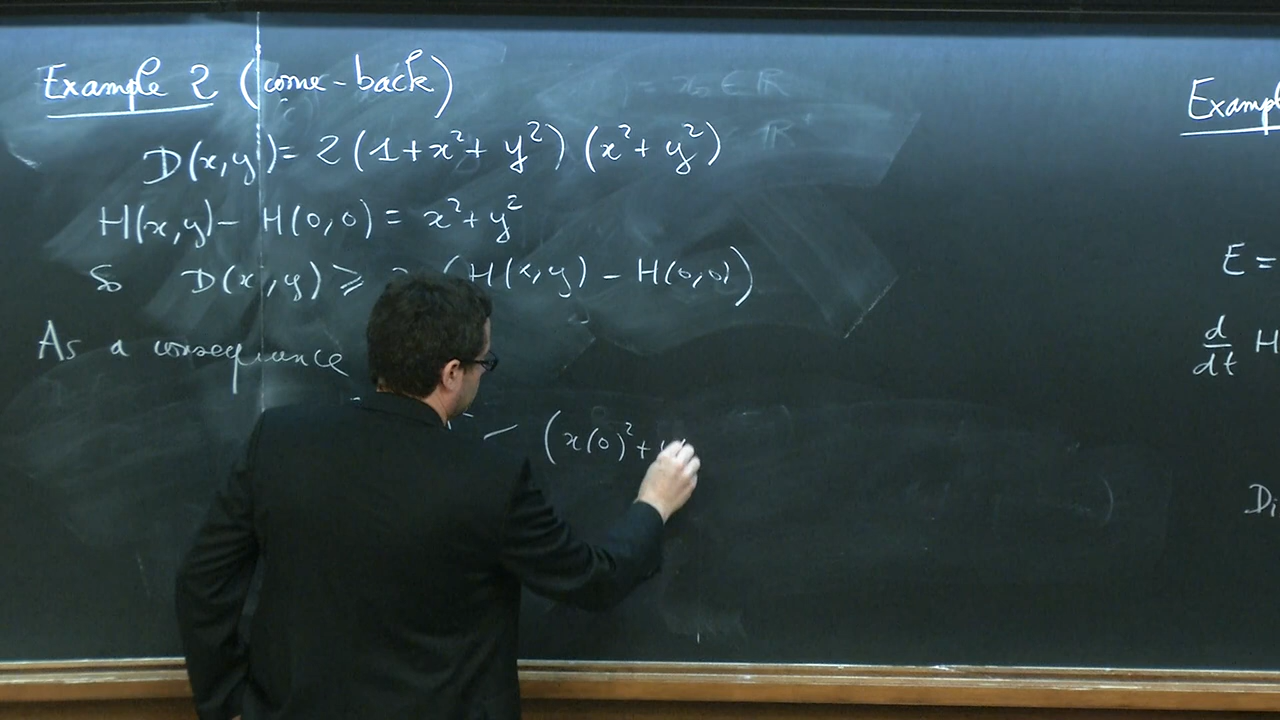 Example 2 (come-back)
D(x,y) = 2(1+x²+y²)(x²+y²)
H(x,y) - H(0,0) = x²+y²
So D(x,y) ⩾ (H(x,y) - H(0,0))
As a consequence
(x(0)²+
Exampl
E =
d/dt H
Di